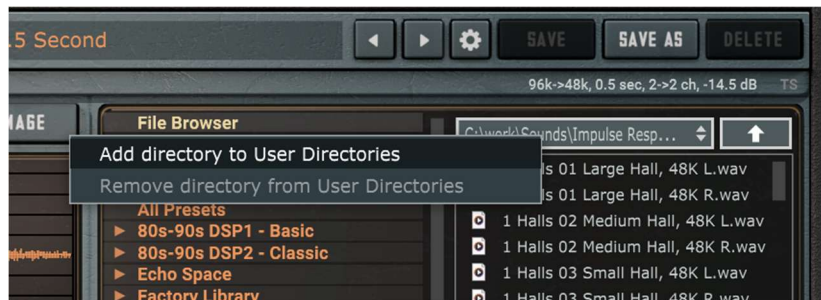 .5 Second
SAVE
SAVE AS
DELETE
96k->48k, 0.5 sec, 2->2 ch, -14.5 dB
TS
File Browser
C:\work\Sounds\Impulse Resp...
Add directory to User Directories
Remove directory from User Directories
All Presets
80s-90s DSP1 - Basic
80s-90s DSP2 - Classic
Echo Space
Factory Library
01 Large Hall, 48K L.wav
01 Large Hall, 48K R.wav
1 Halls 02 Medium Hall, 48K L.wav
1 Halls 02 Medium Hall, 48K R.wav
1 Halls 03 Small Hall, 48K L.wav
1 Halls 03 Small Hall, 48K R.wav